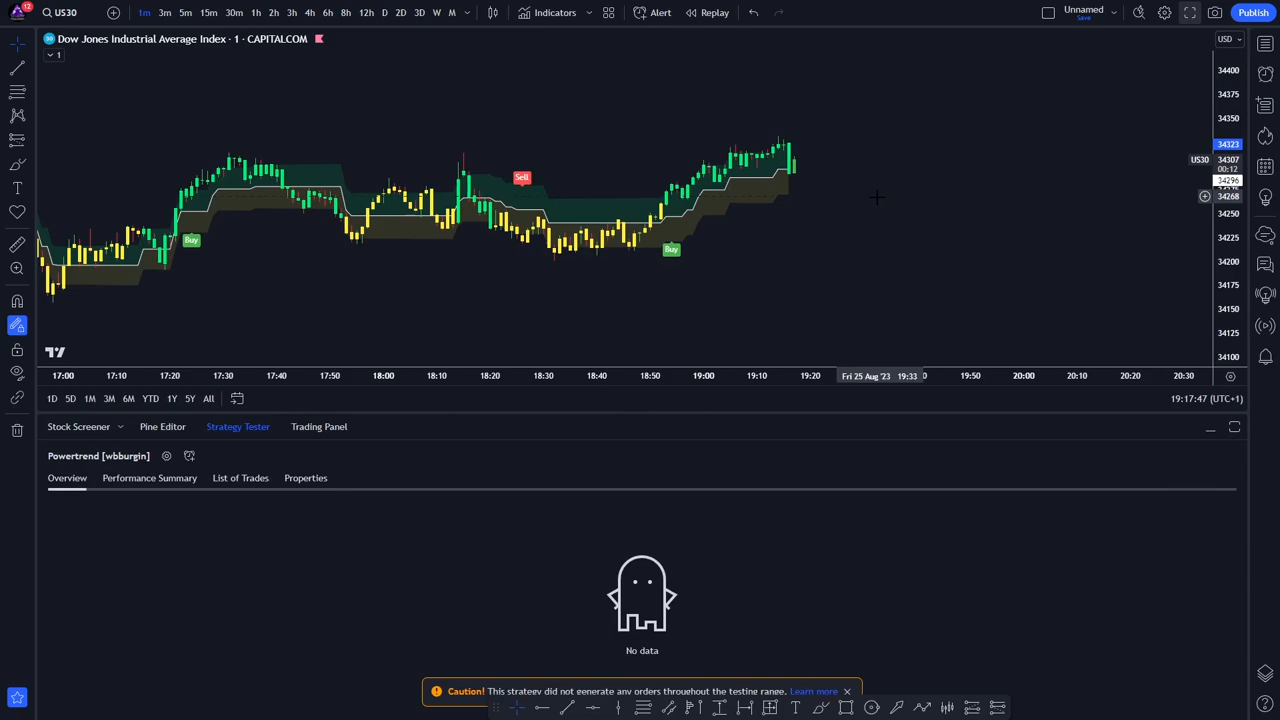 12
US30
1m 3m 5m 15m 30m 1h 2h 3h 4h 6h 8h 12h D 2D 3D W M
Indicators
Alert
Replay
Unnamed
Save
Publish
Dow Jones Industrial Average Index · 1 · CAPITALCOM
USD
1
34400
34375
34350
34323
US30 34307
00:12
34296
34268
34250
34225
34200
34175
34150
34125
34100
Sell
Buy
Buy
17:00 17:10 17:20 17:30 17:40 17:50 18:00 18:10 18:20 18:30 18:40 18:50 19:00 19:10 19:20 Fri 25 Aug '23 19:33 19:50 20:00 20:10 20:20 20:30
1D 5D 1M 3M 6M YTD 1Y 5Y All
19:17:47 (UTC+1)
Stock Screener Pine Editor Strategy Tester Trading Panel
Powertrend [wbburgin]
Overview Performance Summary List of Trades Properties
No data
Caution! This strategy did not generate any orders throughout the testing range. Learn more